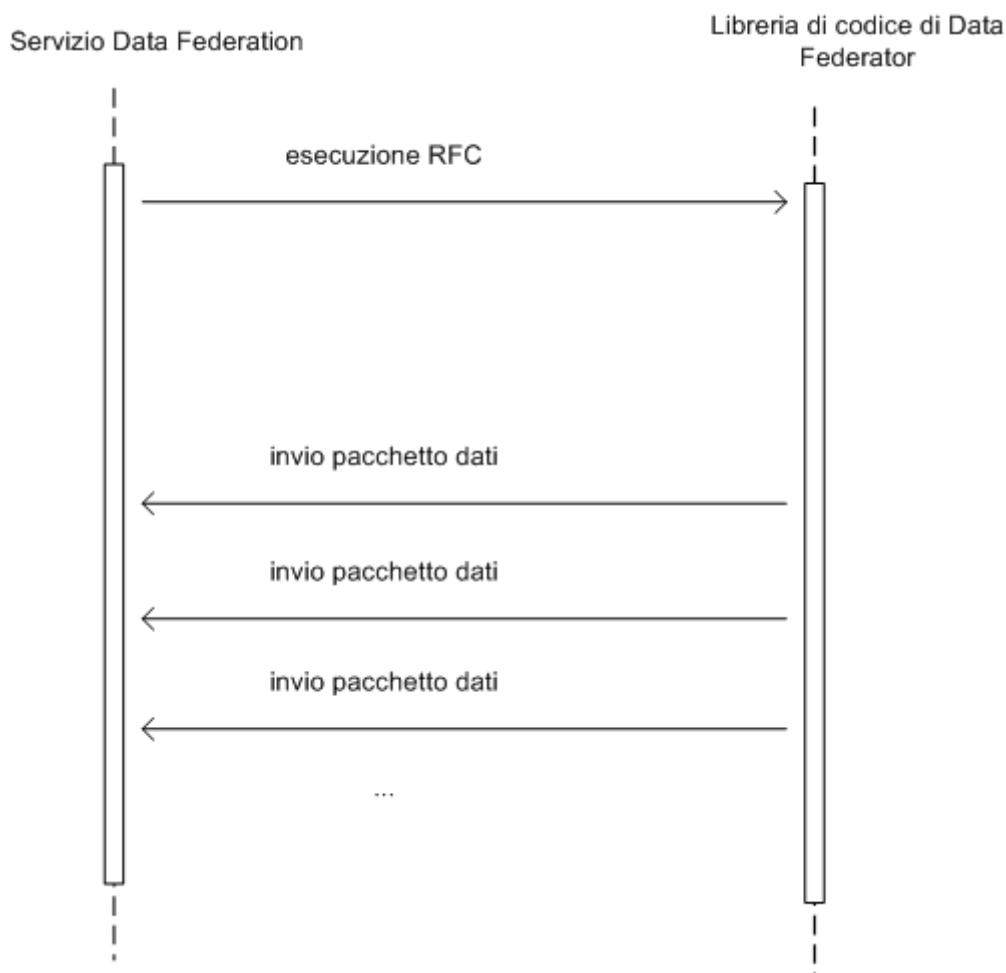 Servizio Data Federation
Libreria di codice di Data
Federator
esecuzione RFC
invio pacchetto dati
invio pacchetto dati
invio pacchetto dati
...